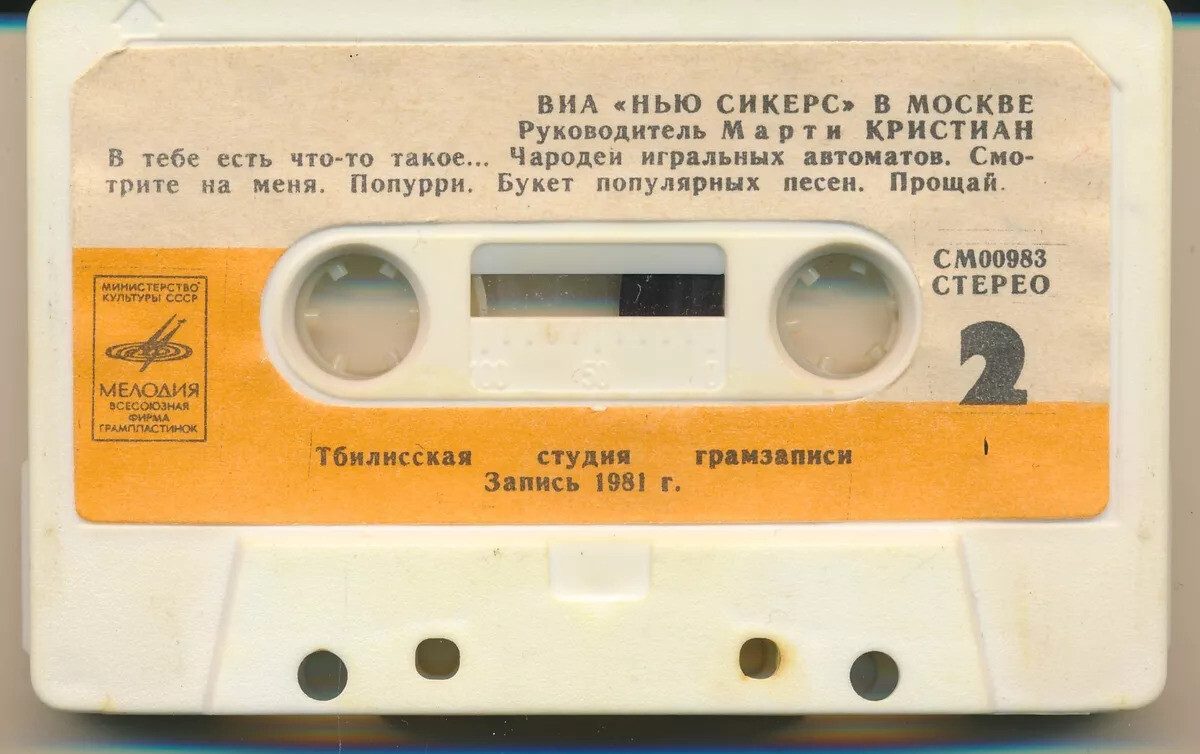 ВИА «НЬЮ СИКЕРС» В МОСКВЕ
Руководитель Марти КРИСТИАН
В тебе есть что-то такое... Чародеи игральных автоматов. Смо-
трите на меня. Попурри. Букет популярных песен. Прощай.
СМ00983
СТЕРЕО
2
МИНИСТЕРСТВО
КУЛЬТУРЫ СССР
МЕЛОДИЯ
ВСЕСОЮЗНАЯ
ФИРМА
ГРАМПЛАСТИНОК
Тбилисская студия грамзаписи
Запись 1981 г.